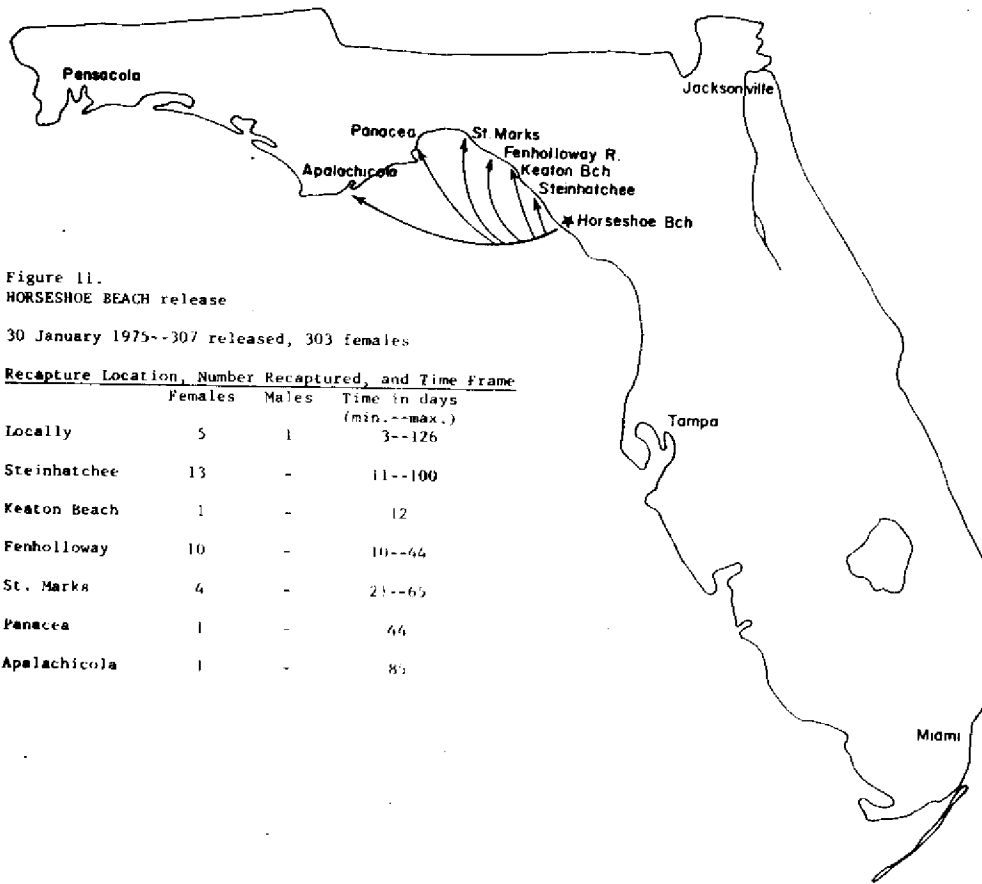 Pensacola
Jacksonville
Panacea
St. Marks
Apalachicola
Fenholloway R.
Keaton Bch
Steinhatchee
Horseshoe Bch
Tampa
Miami
Figure 11.
HORSESHOE BEACH release
30 January 1975--307 released, 303 females
Recapture Location, Number Recaptured, and Time Frame
Females Males Time in days
(min.--max.)
Locally 5 1 3--126
Steinhatchee 13 - 11--100
Keaton Beach 1 - 12
Fenholloway 10 - 10--44
St. Marks 4 - --65
Panacea 1 - 44
Apalachicola 1 - 85